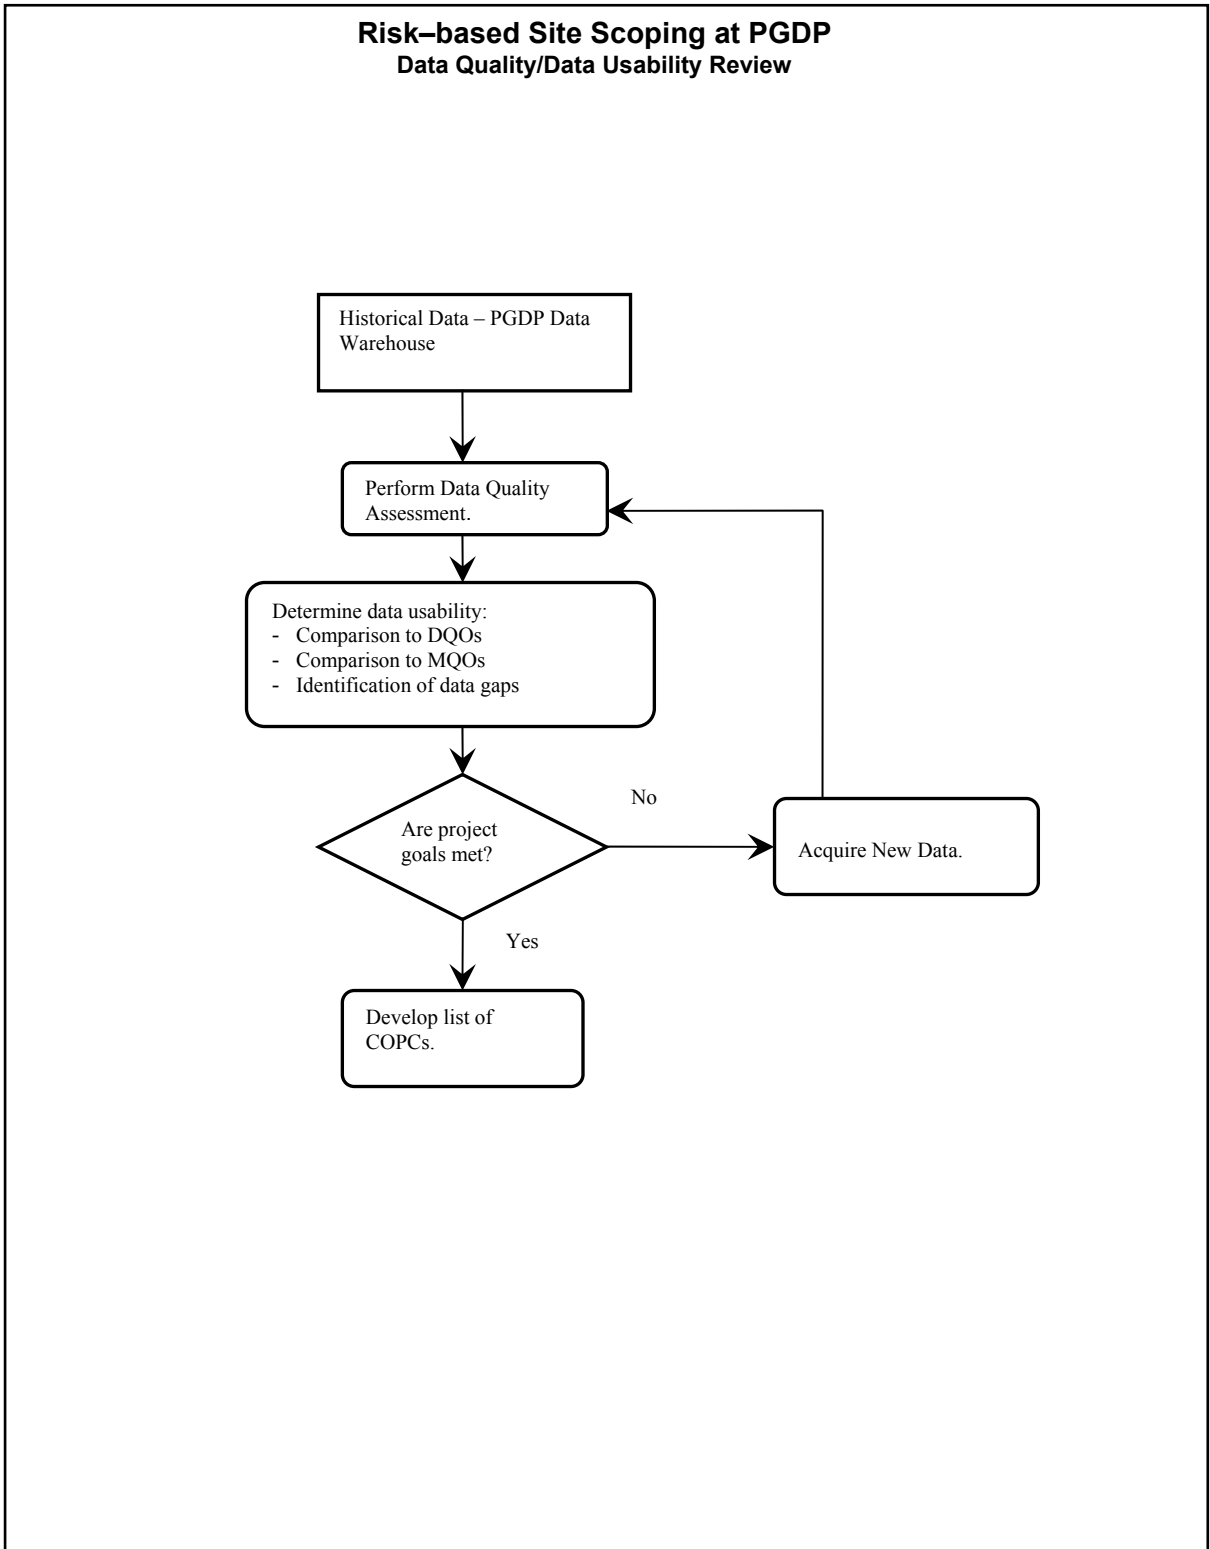 Risk–based Site Scoping at PGDP
Data Quality/Data Usability Review
Historical Data – PGDP Data
Warehouse
Perform Data Quality
Assessment.
Determine data usability:
- Comparison to DQOs
- Comparison to MQOs
- Identification of data gaps
Are project
goals met?
No
Acquire New Data.
Yes
Develop list of
COPCs.